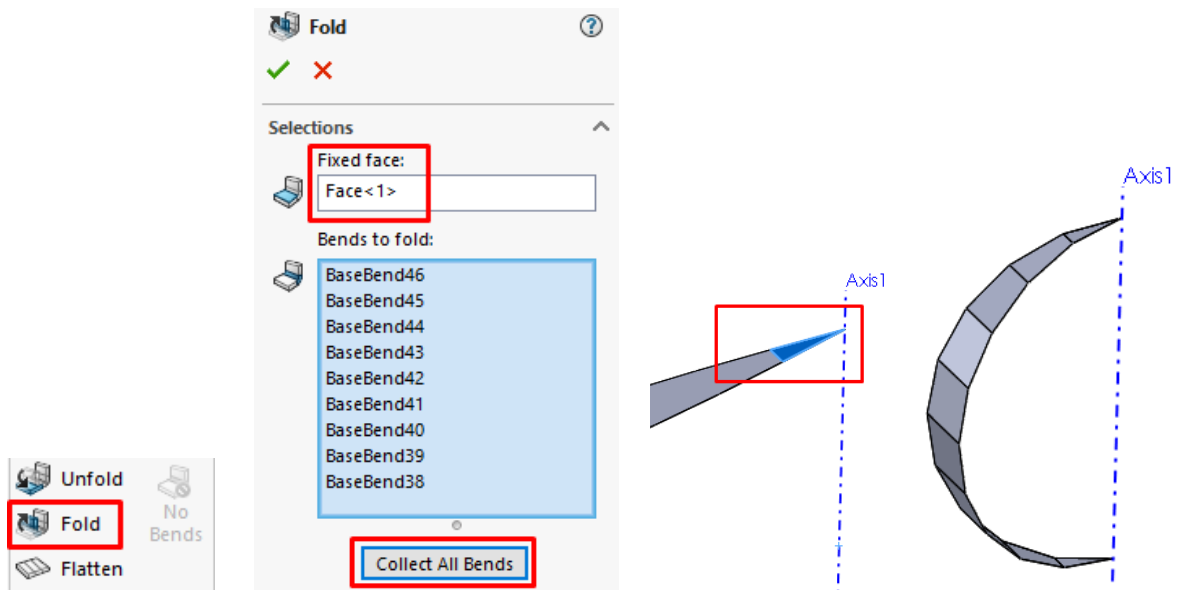 Unfold
Fold
Flatten
No
Bends
Fold
Selections
Fixed face:
Face<1>
Bends to fold:
BaseBend46
BaseBend45
BaseBend44
BaseBend43
BaseBend42
BaseBend41
BaseBend40
BaseBend39
BaseBend38
Collect All Bends
Axis1
Axis1